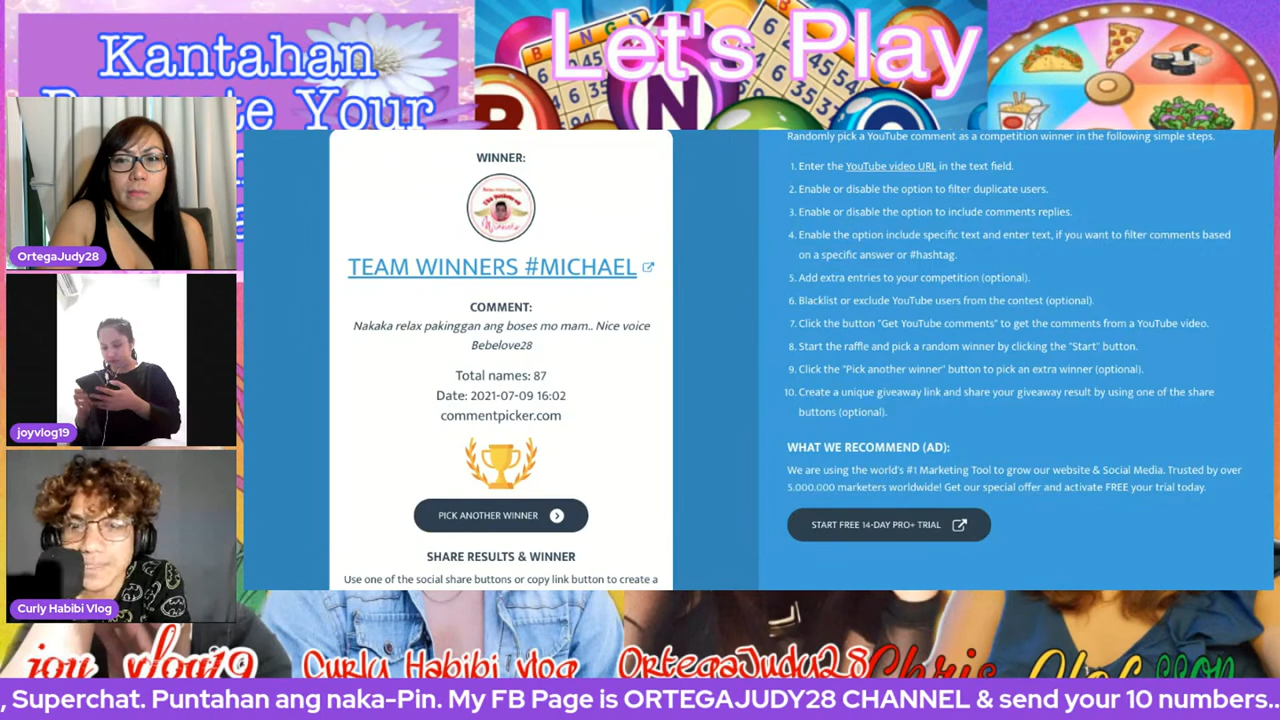 Kantahan
Your
Let's Play
B I N G
N
OrtegaJudy28
joyvlog19
Curly Habibi Vlog
WINNER:
TEAM WINNERS #MICHAEL
COMMENT:
Nakaka relax pakinggan ang boses mo mam.. Nice voice
Bebelove28
Total names: 87
Date: 2021-07-09 16:02
commentpicker.com
PICK ANOTHER WINNER
SHARE RESULTS & WINNER
Use one of the social share buttons or copy link button to create a
Randomly pick a YouTube comment as a competition winner in the following simple steps.
1. Enter the YouTube video URL in the text field.
2. Enable or disable the option to filter duplicate users.
3. Enable or disable the option to include comments replies.
4. Enable the option include specific text and enter text, if you want to filter comments based
on a specific answer or #hashtag.
5. Add extra entries to your competition (optional).
6. Blacklist or exclude YouTube users from the contest (optional).
7. Click the button "Get YouTube comments" to get the comments from a YouTube video.
8. Start the raffle and pick a random winner by clicking the "Start" button.
9. Click the "Pick another winner" button to pick an extra winner (optional).
10. Create a unique giveaway link and share your giveaway result by using one of the share
buttons (optional).
WHAT WE RECOMMEND (AD):
We are using the world's #1 Marketing Tool to grow our website & Social Media. Trusted by over
5.000.000 marketers worldwide! Get our special offer and activate FREE your trial today.
START FREE 14-DAY PRO+ TRIAL
joy vlog19
Curly Habibi vlog
OrtegaJudy28
Chris
, Superchat. Puntahan ang naka-Pin. My FB Page is ORTEGAJUDY28 CHANNEL & send your 10 numbers..